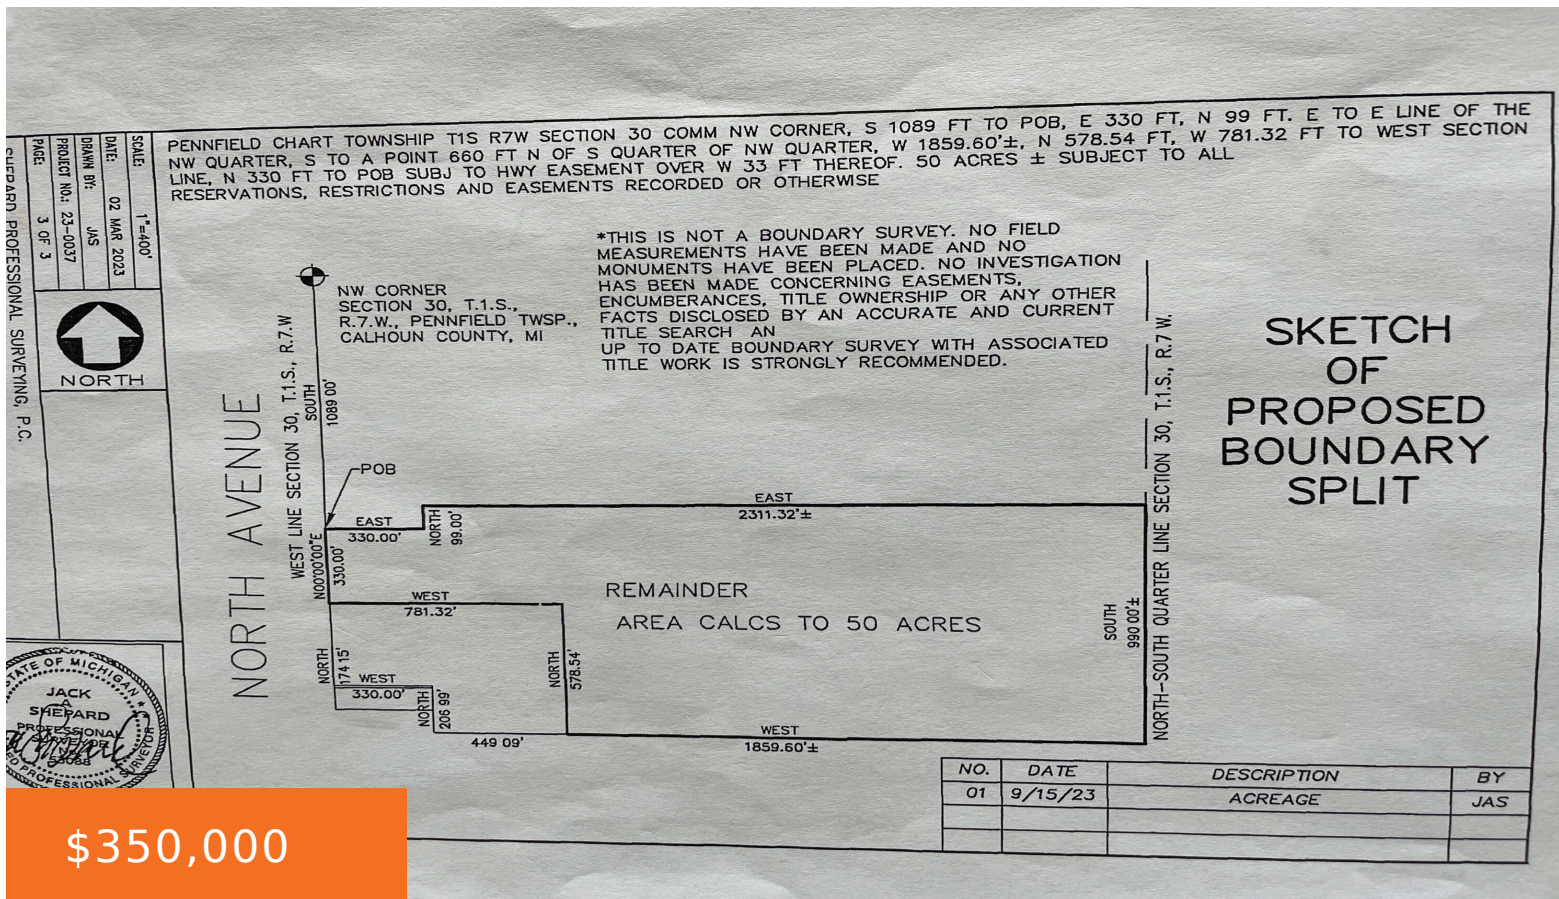 PENNFIELD CHART TOWNSHIP T1S R7W SECTION 30 COMM NW CORNER, S 1089 FT TO POB, E 330 FT, N 99 FT. E TO E LINE OF THE
NW QUARTER, S TO A POINT 660 FT N OF S QUARTER OF NW QUARTER, W 1859.60'±, N 578.54 FT, W 781.32 FT TO WEST SECTION
LINE, N 330 FT TO POB SUBJ TO HWY EASEMENT OVER W 33 FT THEREOF. 50 ACRES ± SUBJECT TO ALL
RESERVATIONS, RESTRICTIONS AND EASEMENTS RECORDED OR OTHERWISE
SCALE: 1"=400'
DATE: 02 MAR 2023
DRAWN BY: JAS
PROJECT NO.: 23-0037
PAGE: 3 OF 3
SHEPARD PROFESSIONAL SURVEYING, P.C.
NORTH
*THIS IS NOT A BOUNDARY SURVEY. NO FIELD
MEASUREMENTS HAVE BEEN MADE AND NO
MONUMENTS HAVE BEEN PLACED. NO INVESTIGATION
HAS BEEN MADE CONCERNING EASEMENTS,
ENCUMBERANCES, TITLE OWNERSHIP OR ANY OTHER
FACTS DISCLOSED BY AN ACCURATE AND CURRENT
TITLE SEARCH AN
UP TO DATE BOUNDARY SURVEY WITH ASSOCIATED
TITLE WORK IS STRONGLY RECOMMENDED.
NW CORNER
SECTION 30, T.1.S.,
R.7.W., PENNFIELD TWSP.,
CALHOUN COUNTY, MI
SKETCH
OF
PROPOSED
BOUNDARY
SPLIT
NORTH AVENUE
WEST LINE SECTION 30, T.1.S., R.7.W
SOUTH
1089 00'
POB
EAST
330.00'
NORTH
99.00'
EAST
2311.32'±
N00°00'00"E
330.00'
WEST
781.32'
REMAINDER
AREA CALCS TO 50 ACRES
SOUTH
990 00'±
NORTH-SOUTH QUARTER LINE SECTION 30, T.1.S., R.7 W.
NORTH
174 15'
WEST
330.00'
NORTH
206 99'
NORTH
578.54'
449 09'
WEST
1859.60'±
STATE OF MICHIGAN
JACK
A
SHEPARD
PROFESSIONAL
SURVEYOR
53088
PROFESSIONAL SURVEYOR
NO. DATE DESCRIPTION BY
01 9/15/23 ACREAGE JAS
$350,000